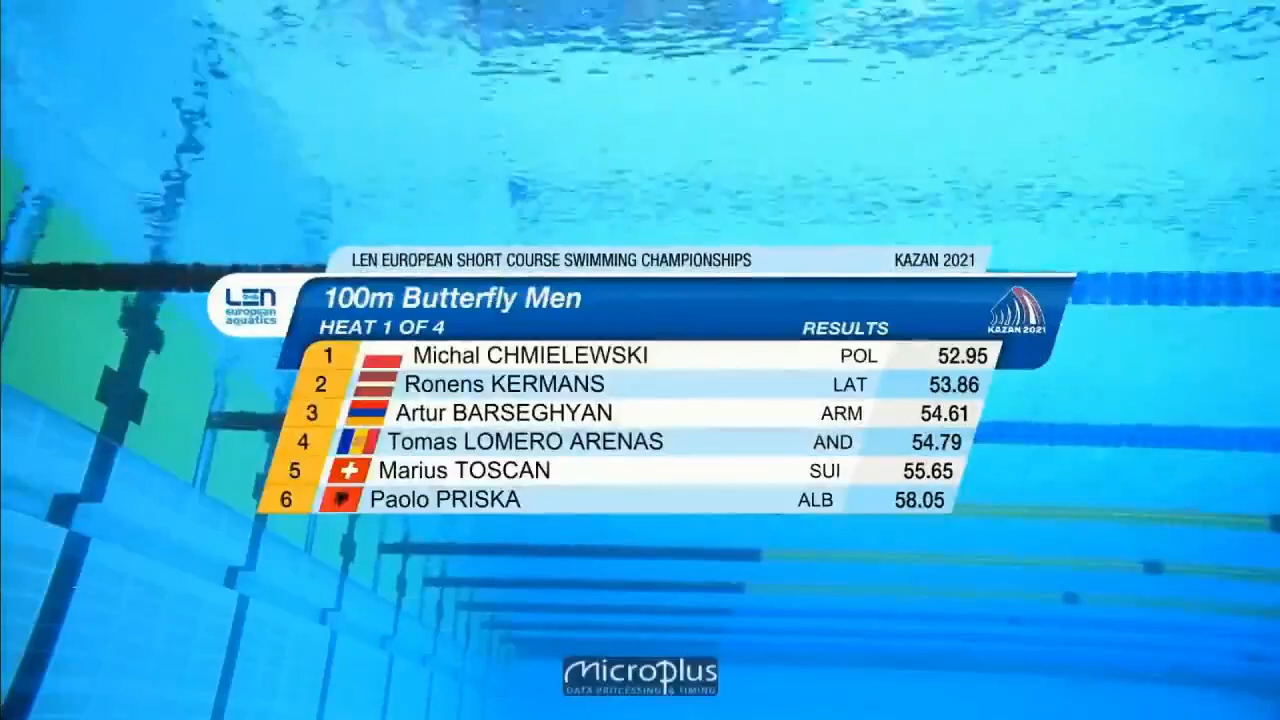 LEN EUROPEAN SHORT COURSE SWIMMING CHAMPIONSHIPS KAZAN 2021
LEN
european
aquatics
100m Butterfly Men
HEAT 1 OF 4 RESULTS
KAZAN 2021
1 Michal CHMIELEWSKI POL 52.95
2 Ronens KERMANS LAT 53.86
3 Artur BARSEGHYAN ARM 54.61
4 Tomas LOMERO ARENAS AND 54.79
5 Marius TOSCAN SUI 55.65
6 Paolo PRISKA ALB 58.05
Microplus
DATA PROCESSING & TIMING